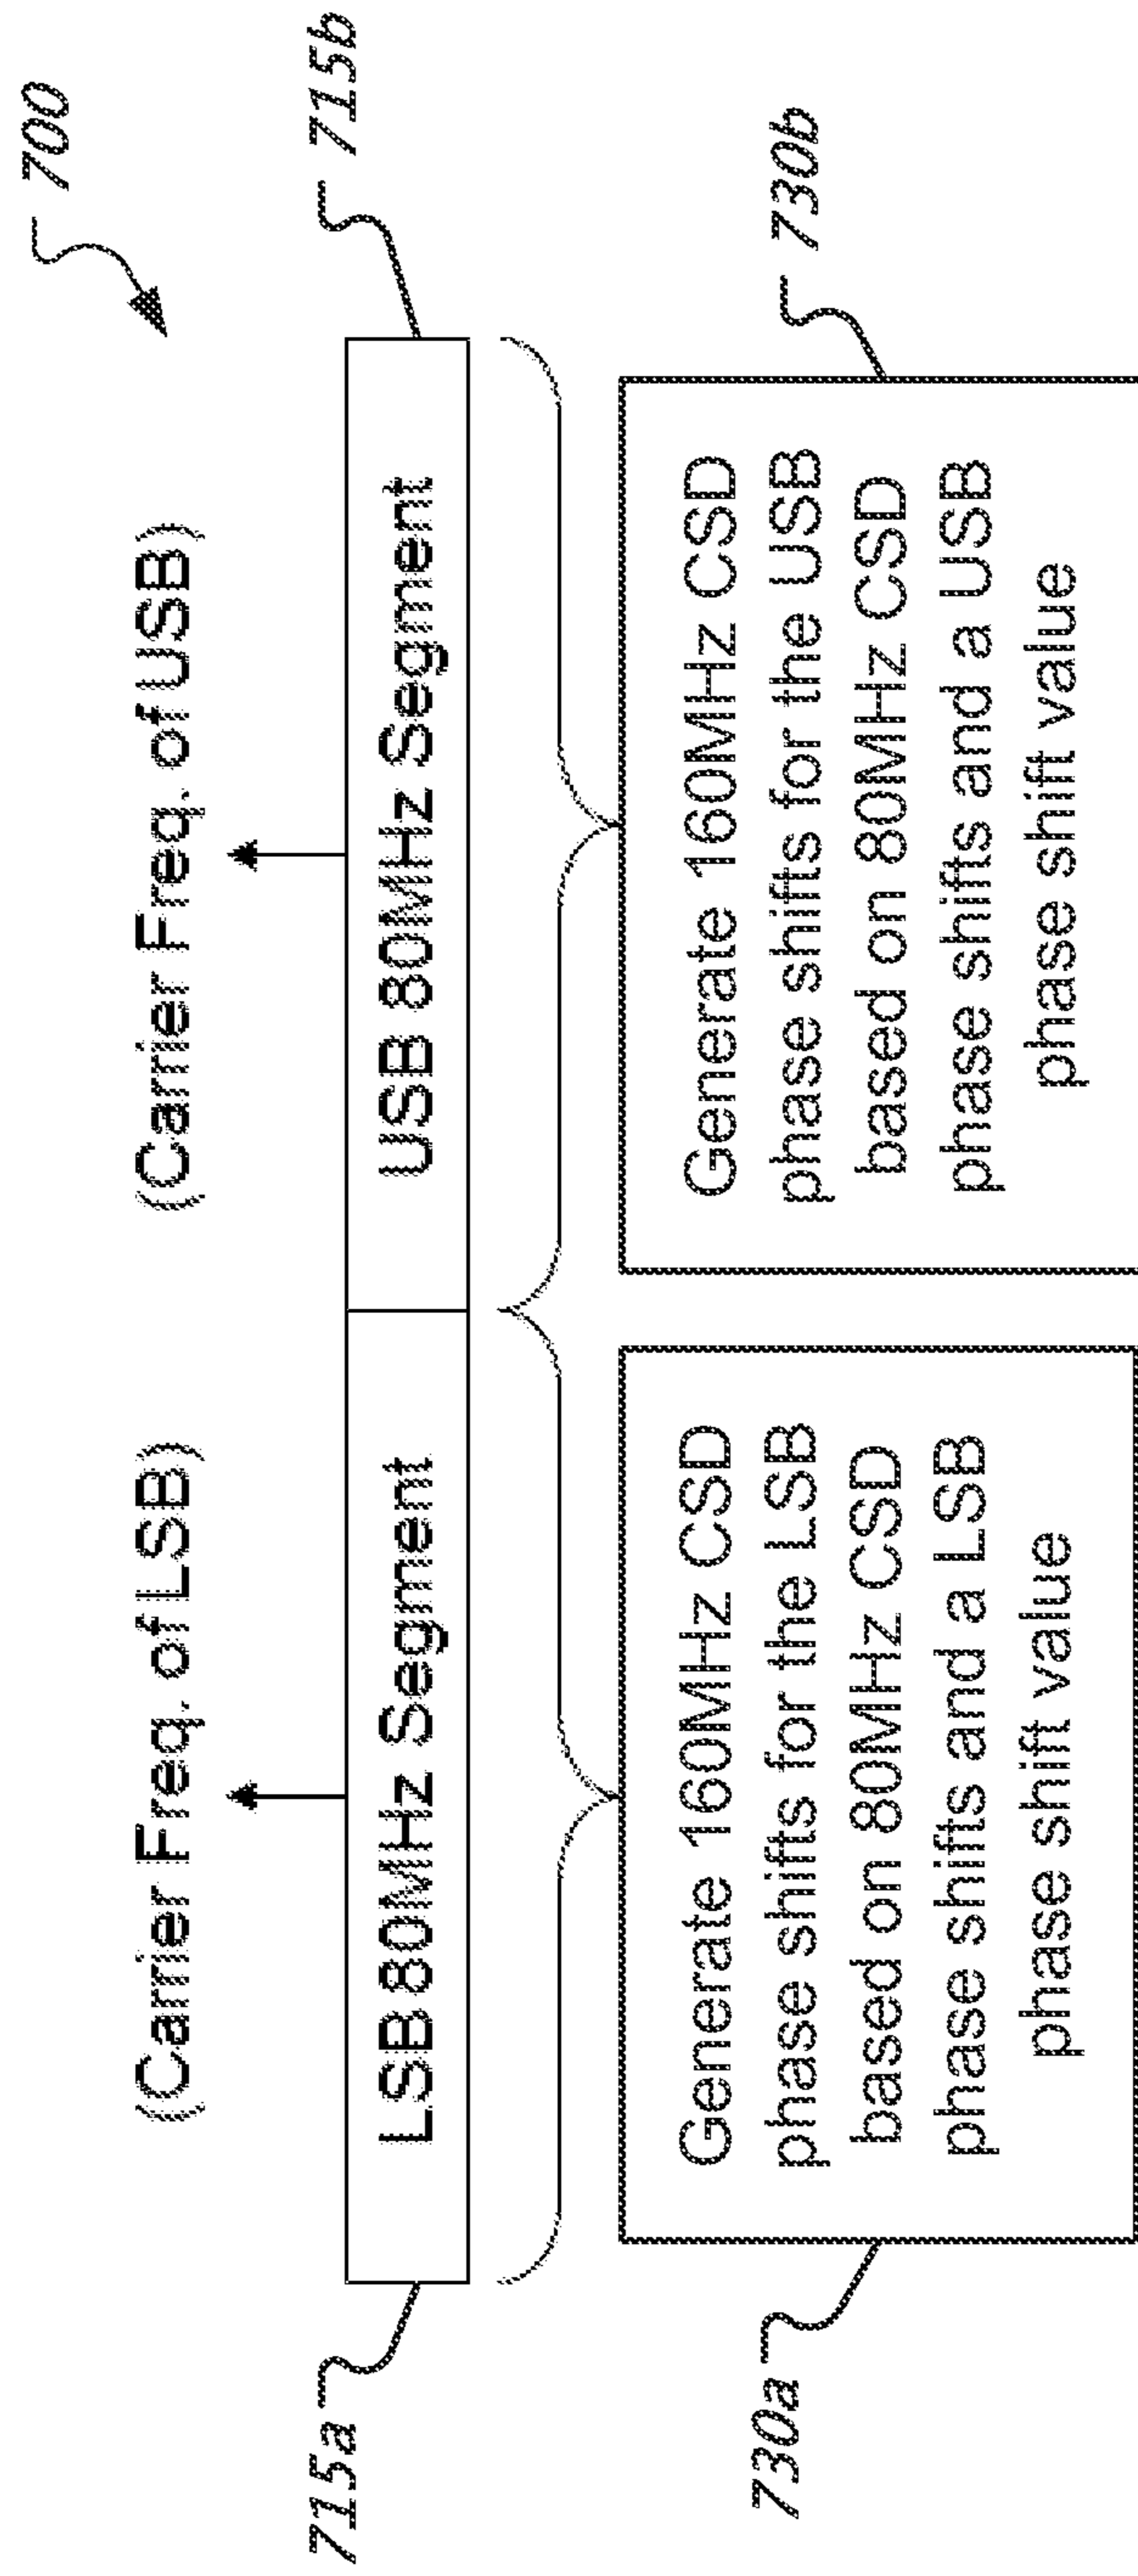 700
(Carrier Freq. of LSB)
(Carrier Freq. of USB)
715a
LSB 80MHz Segment
USB 80MHz Segment
715b
730a
Generate 160MHz CSD
phase shifts for the LSB
based on 80MHz CSD
phase shifts and a LSB
phase shift value
730b
Generate 160MHz CSD
phase shifts for the USB
based on 80MHz CSD
phase shifts and a USB
phase shift value